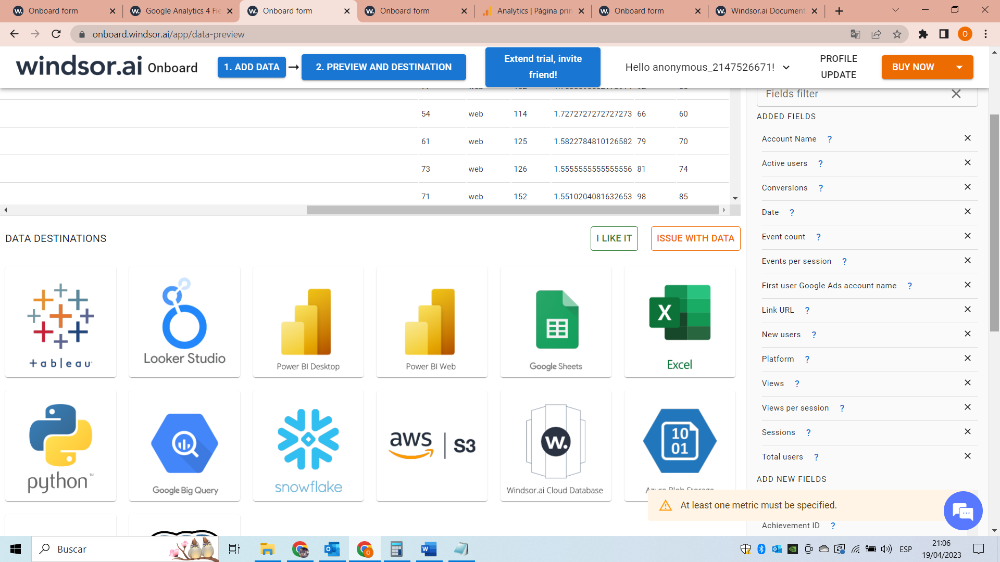 Onboard form
Google Analytics 4 Fie
Onboard form
Onboard form
Analytics | Página prin
Onboard form
Windsor.ai Document
onboard.windsor.ai/app/data-preview
O
windsor.ai Onboard
1. ADD DATA
2. PREVIEW AND DESTINATION
Extend trial, invite
friend!
Hello anonymous_2147526671!
PROFILE
UPDATE
BUY NOW
54 web 114 1.7272727272727273 66 60
61 web 125 1.5822784810126582 79 70
73 web 126 1.5555555555555556 81 74
71 web 152 1.5510204081632653 98 85
DATA DESTINATIONS
I LIKE IT
ISSUE WITH DATA
+ableau
Looker Studio
Power BI Desktop
Power BI Web
Google Sheets
X
Excel
python™
Google Big Query
snowflake
aws | S3
W.
Windsor.ai Cloud Database
10
01
Azure Blob Storage
Fields filter
ADDED FIELDS
Account Name ?
Active users ?
Conversions ?
Date ?
Event count ?
Events per session ?
First user Google Ads account name ?
Link URL ?
New users ?
Platform ?
Views ?
Views per session ?
Sessions ?
Total users ?
ADD NEW FIELDS
At least one metric must be specified.
Achievement ID ?
Buscar
ESP
21:06
19/04/2023